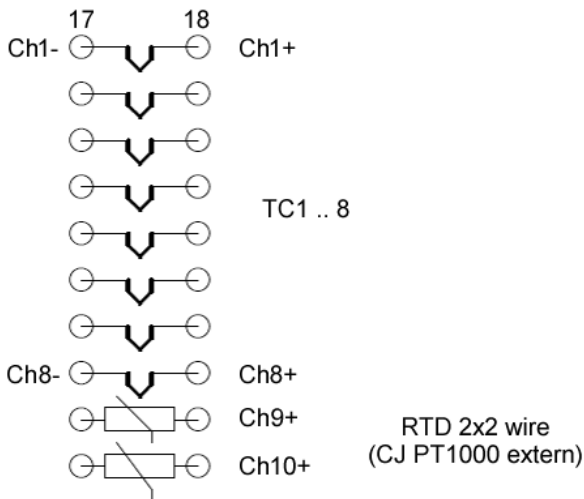 17 18
Ch1- Ch1+
TC1 .. 8
Ch8- Ch8+
Ch9+
RTD 2x2 wire
Ch10+
(CJ PT1000 extern)